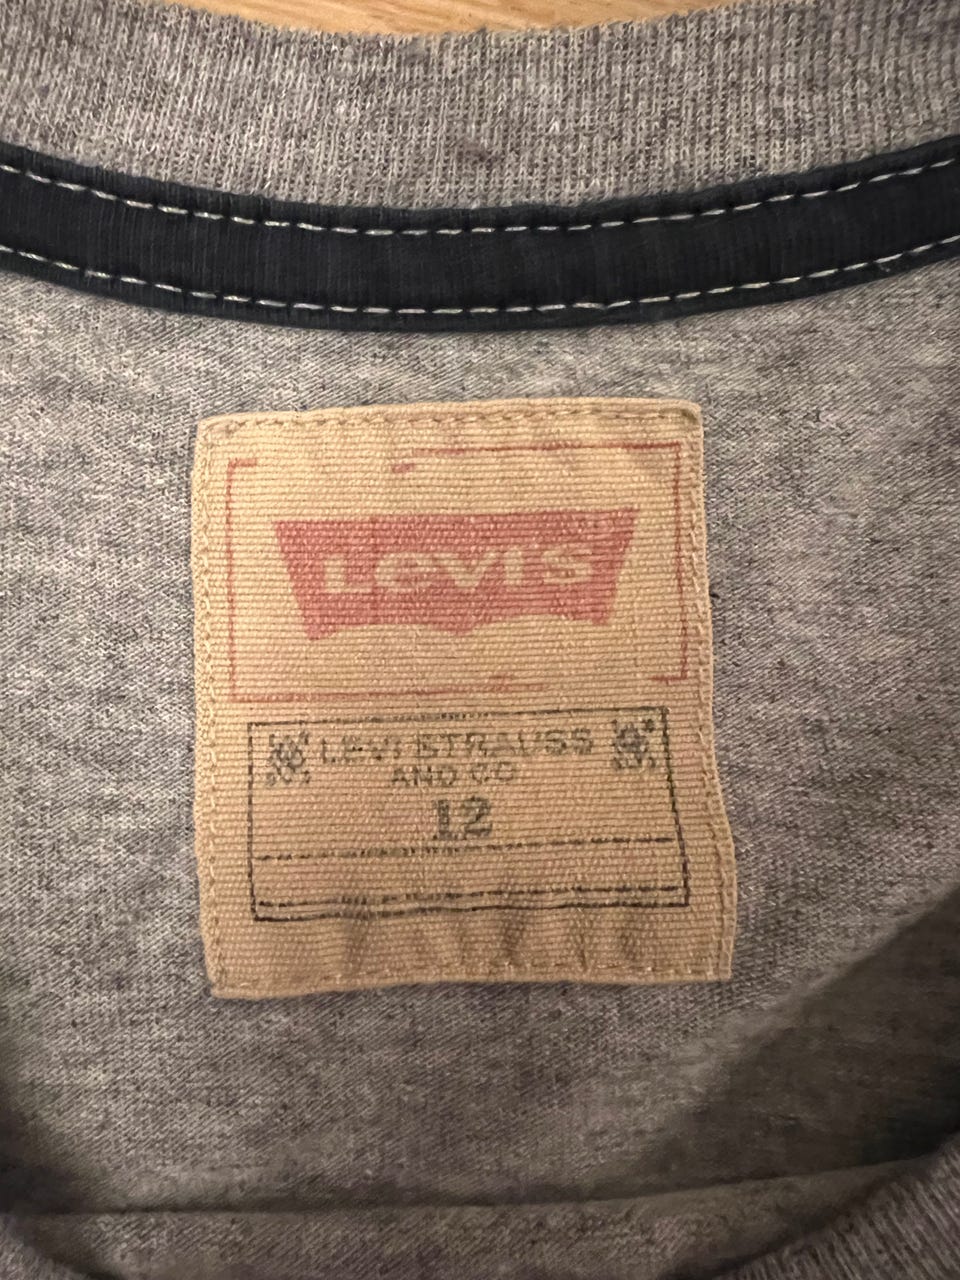 Levi's
LEVI STRAUSS
AND CO
12